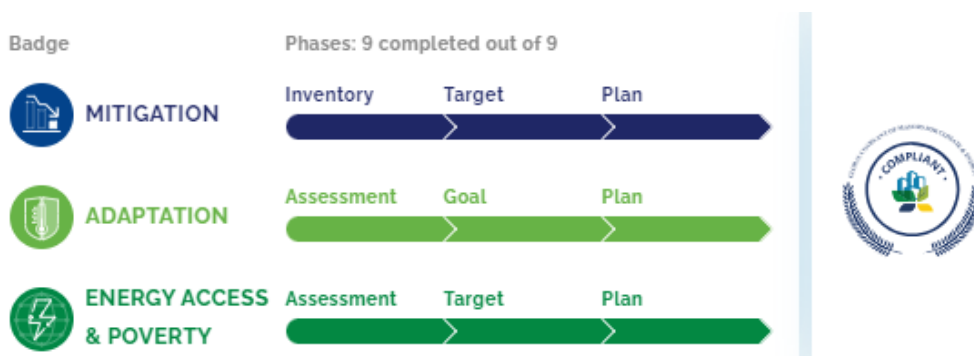 Badge
Phases: 9 completed out of 9
MITIGATION
Inventory
Target
Plan
ADAPTATION
Assessment
Goal
Plan
ENERGY ACCESS
& POVERTY
Assessment
Target
Plan
COMPLIANT